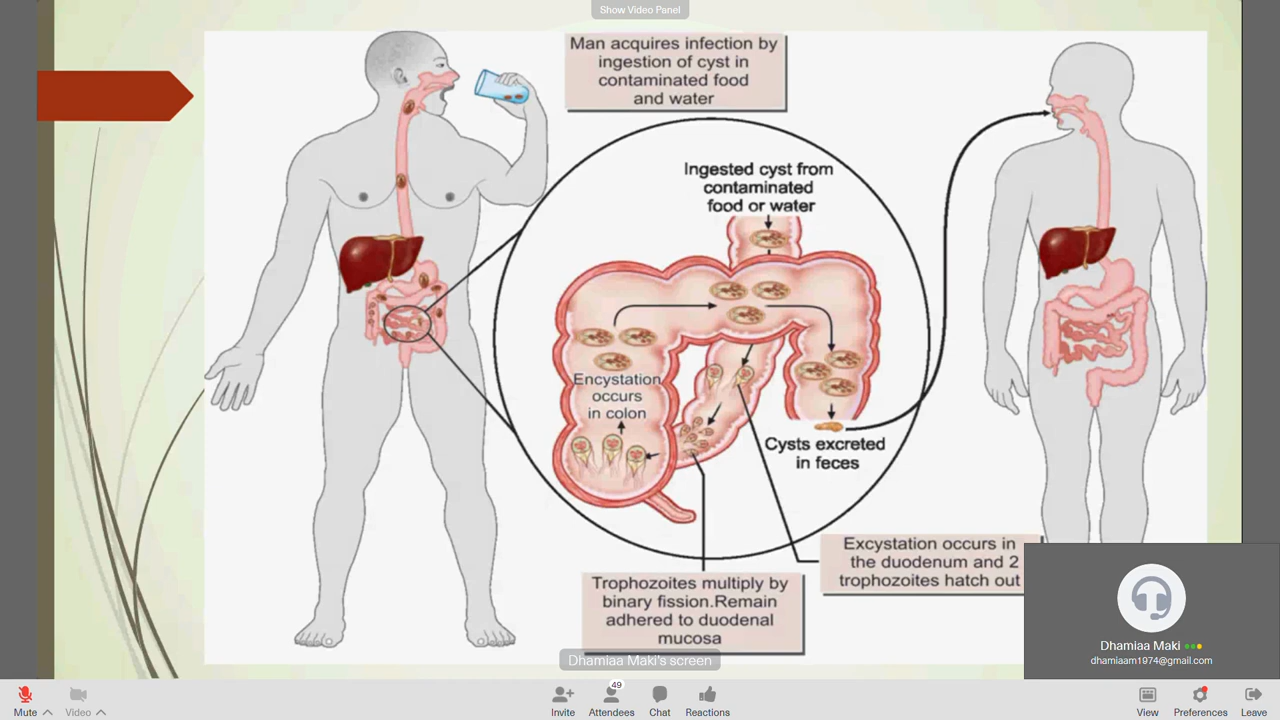 Show Video Panel
Man acquires infection by
ingestion of cyst in
contaminated food
and water
Ingested cyst from
contaminated
food or water
Encystation
occurs
in colon
Cysts excreted
in feces
Excystation occurs in
the duodenum and 2
trophozoites hatch out
Trophozoites multiply by
binary fission.Remain
adhered to duodenal
mucosa
Dhamiaa Maki's screen
Dhamiaa Maki
dhamiaam1974@gmail.com
Mute
Video
Invite
49
Attendees
Chat
Reactions
View
Preferences
Leave